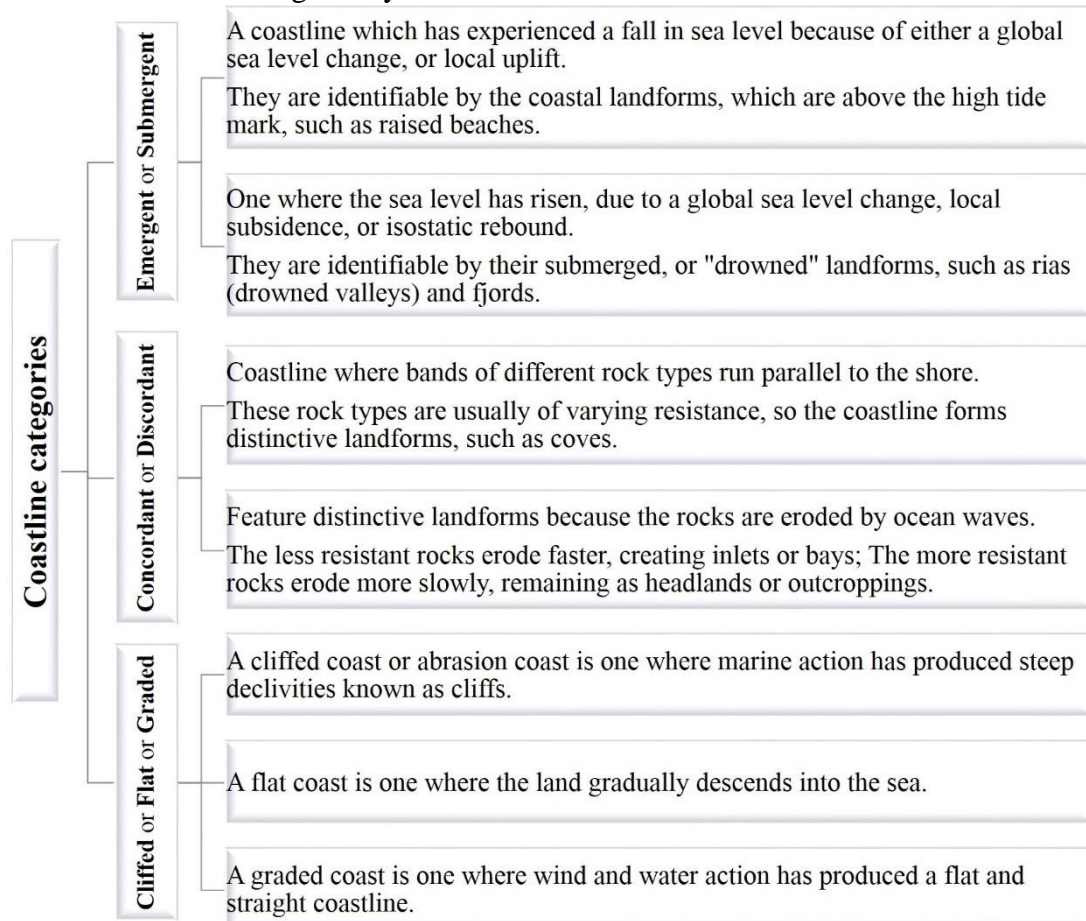 Coastline categories
Emergent or Submergent
A coastline which has experienced a fall in sea level because of either a global
sea level change, or local uplift.
They are identifiable by the coastal landforms, which are above the high tide
mark, such as raised beaches.
One where the sea level has risen, due to a global sea level change, local
subsidence, or isostatic rebound.
They are identifiable by their submerged, or "drowned" landforms, such as rias
(drowned valleys) and fjords.
Concordant or Discordant
Coastline where bands of different rock types run parallel to the shore.
These rock types are usually of varying resistance, so the coastline forms
distinctive landforms, such as coves.
Feature distinctive landforms because the rocks are eroded by ocean waves.
The less resistant rocks erode faster, creating inlets or bays; The more resistant
rocks erode more slowly, remaining as headlands or outcroppings.
Cliffed or Flat or Graded
A cliffed coast or abrasion coast is one where marine action has produced steep
declivities known as cliffs.
A flat coast is one where the land gradually descends into the sea.
A graded coast is one where wind and water action has produced a flat and
straight coastline.